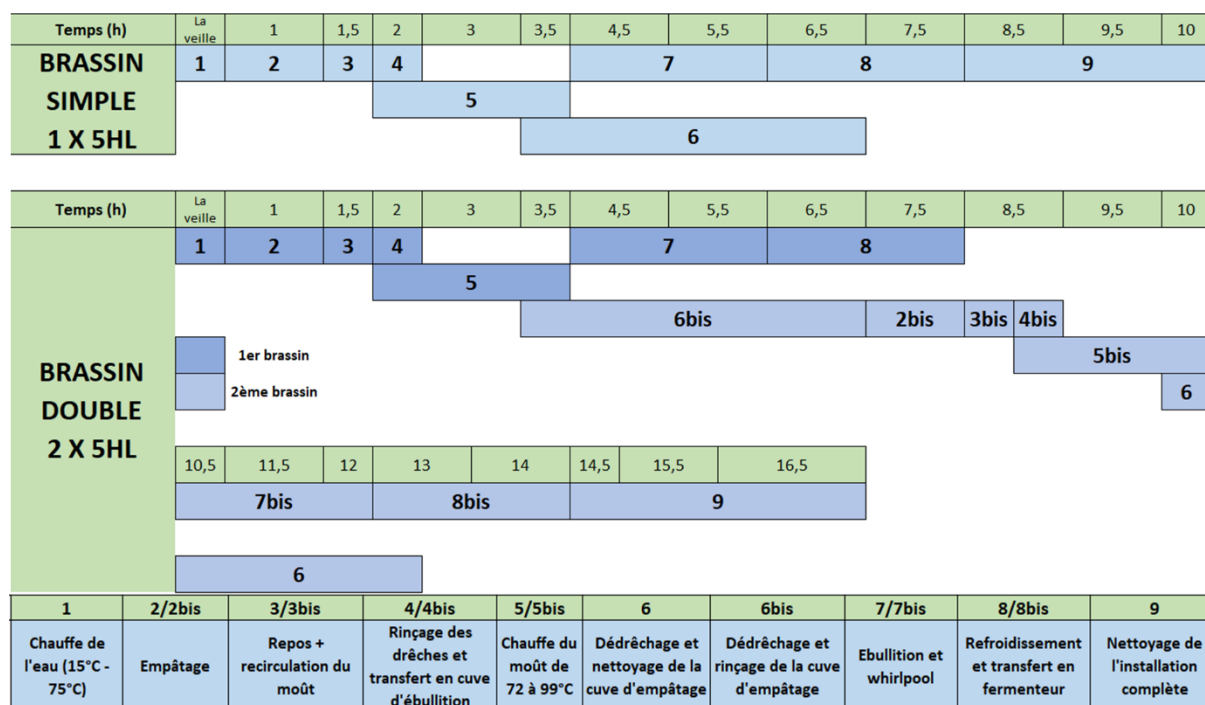 Temps (h) La veille 1 1,5 2 3 3,5 4,5 5,5 6,5 7,5 8,5 9,5 10
BRASSIN SIMPLE 1 X 5HL
1 2 3 4 7 8 9
5
6
Temps (h) La veille 1 1,5 2 3 3,5 4,5 5,5 6,5 7,5 8,5 9,5 10
1 2 3 4 7 8
5
6bis 2bis 3bis 4bis
1er brassin
5bis
BRASSIN DOUBLE 2 X 5HL
2ème brassin
6
10,5 11,5 12 13 14 14,5 15,5 16,5
7bis 8bis 9
6
1 2/2bis 3/3bis 4/4bis 5/5bis 6 6bis 7/7bis 8/8bis 9
Chauffe de l'eau (15°C - 75°C)
Empâtage
Repos + recirculation du moût
Rinçage des drêches et transfert en cuve d'ébullition
Chauffe du moût de 72 à 99°C
Dédrêchage et nettoyage de la cuve d'empâtage
Dédrêchage et rinçage de la cuve d'empâtage
Ebullition et whirlpool
Refroidissement et transfert en fermenteur
Nettoyage de l'installation complète